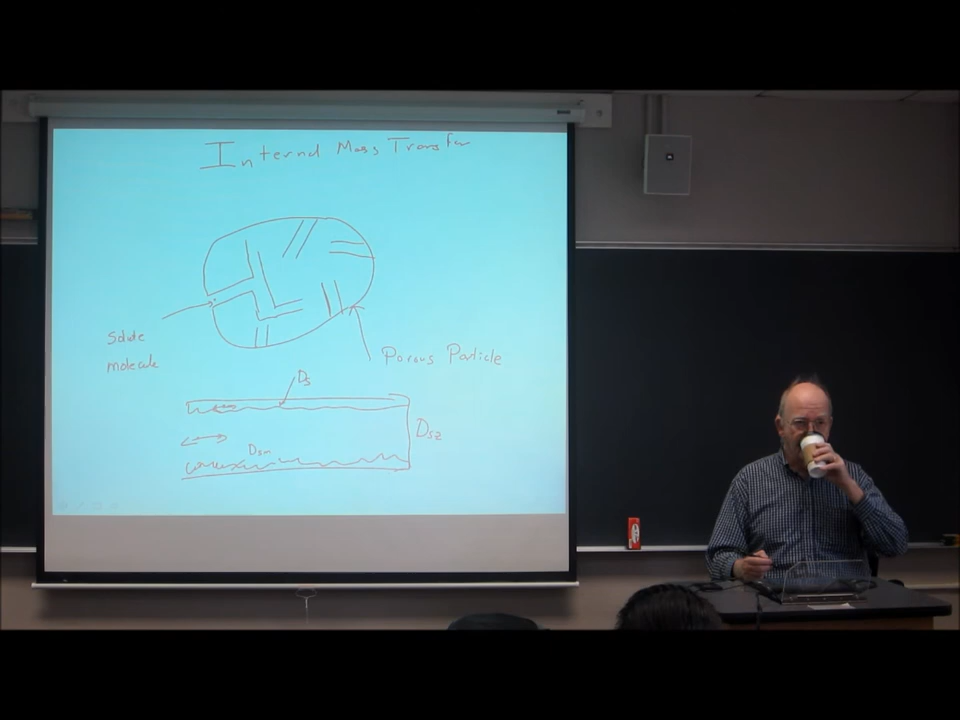 Internal Mass Transfer
Solute
molecule
Porous Particle
Ds
Dsz
Dsm